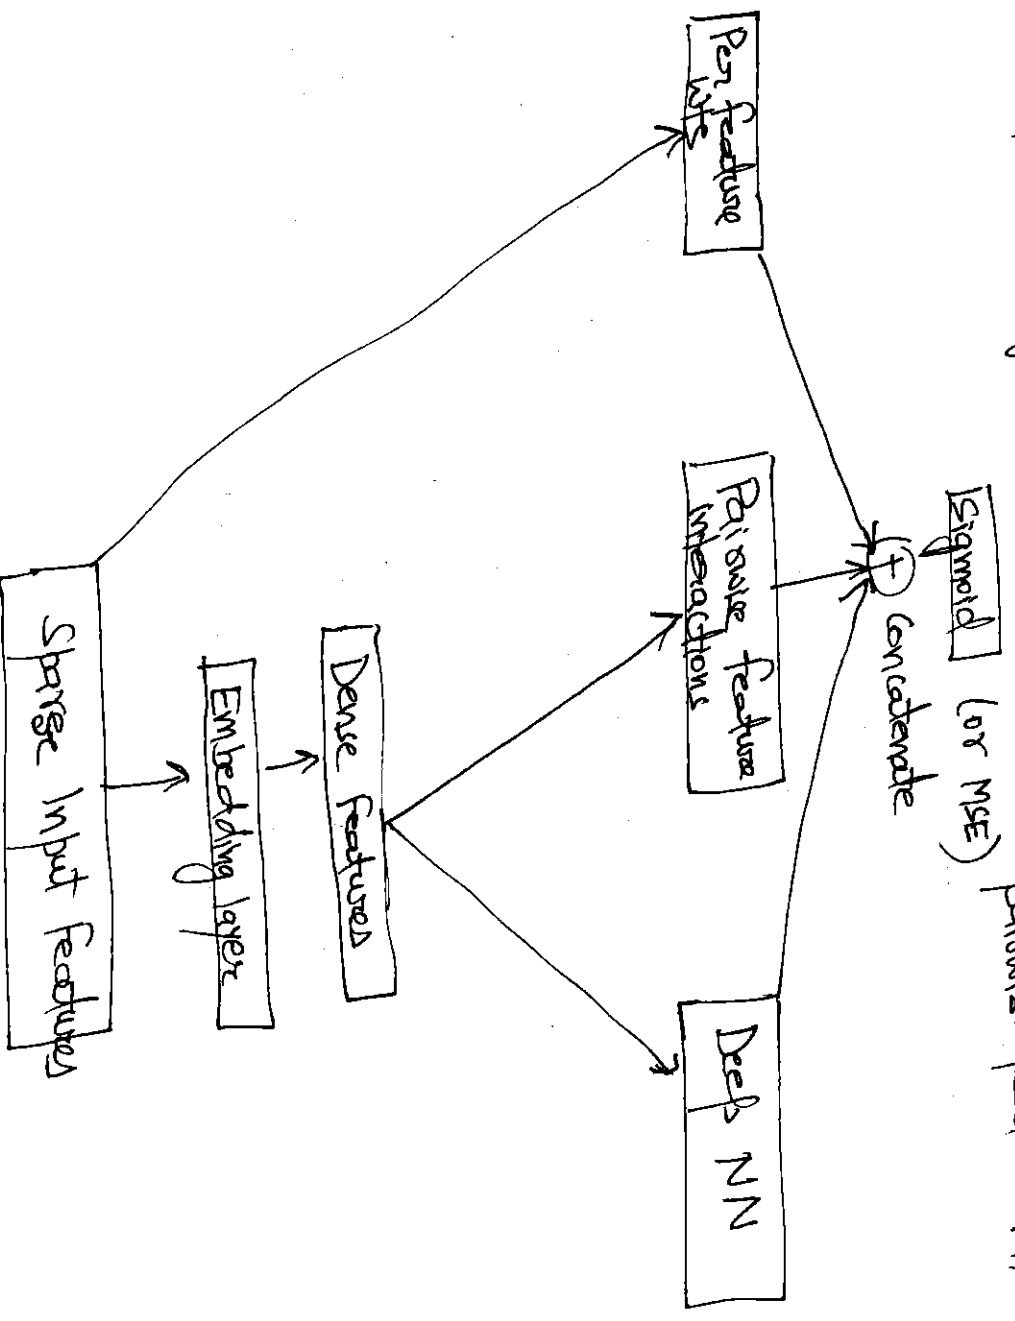 Sigmoid (or MSE)
+ Concatenate
Per feature
wts
Pairwise feature
interactions
Deep NN
Dense features
Embedding layer
Sparse Input features